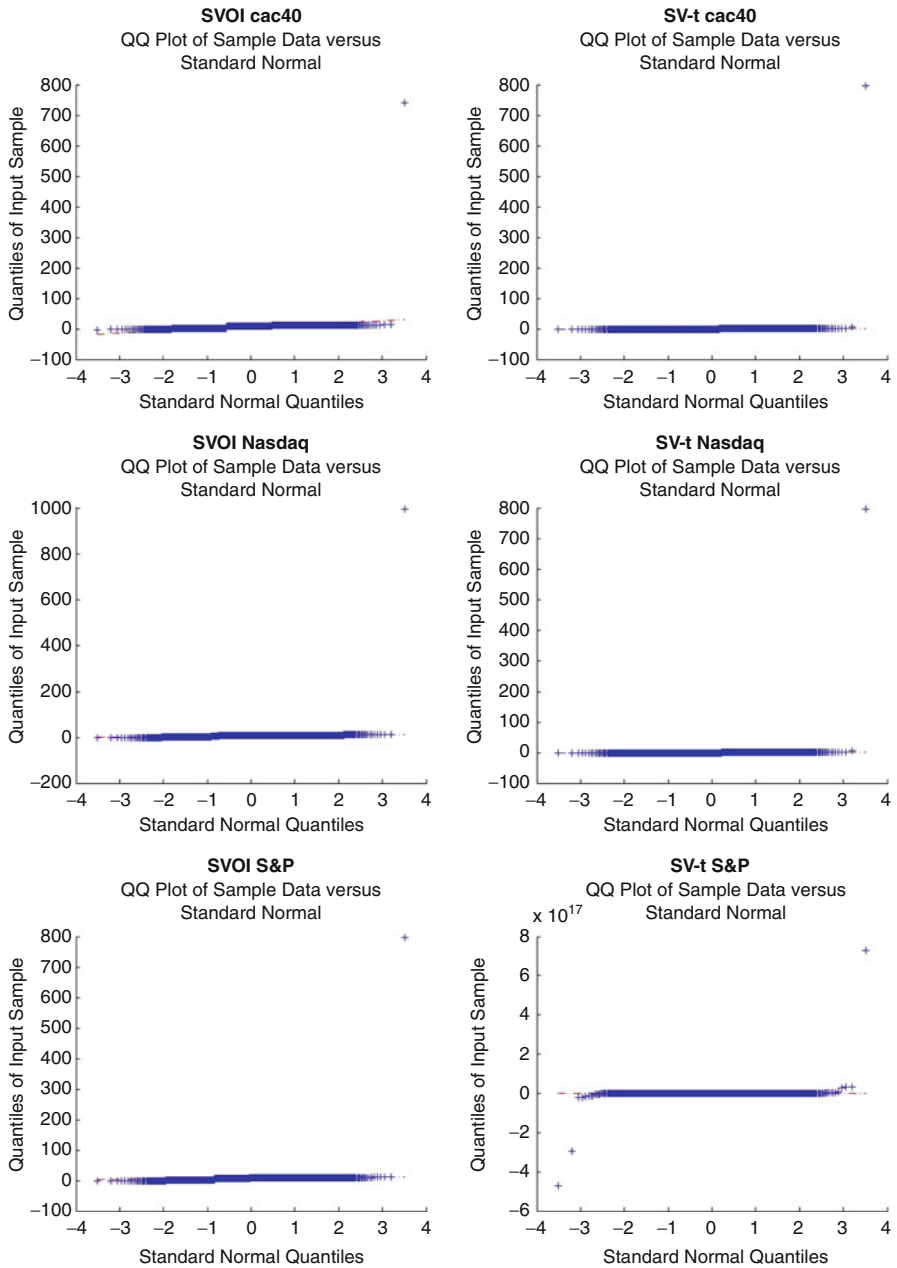 SVOI cac40
QQ Plot of Sample Data versus
Standard Normal
800
700
600
500
400
300
200
100
0
−100
Quantiles of Input Sample
−4 −3 −2 −1 0 1 2 3 4
Standard Normal Quantiles
SV-t cac40
QQ Plot of Sample Data versus
Standard Normal
800
700
600
500
400
300
200
100
0
−100
Quantiles of Input Sample
−4 −3 −2 −1 0 1 2 3 4
Standard Normal Quantiles
SVOI Nasdaq
QQ Plot of Sample Data versus
Standard Normal
1000
800
600
400
200
0
−200
Quantiles of Input Sample
−4 −3 −2 −1 0 1 2 3 4
Standard Normal Quantiles
SV-t Nasdaq
QQ Plot of Sample Data versus
Standard Normal
800
700
600
500
400
300
200
100
0
−100
Quantiles of Input Sample
−4 −3 −2 −1 0 1 2 3 4
Standard Normal Quantiles
SVOI S&P
QQ Plot of Sample Data versus
Standard Normal
800
700
600
500
400
300
200
100
0
−100
Quantiles of Input Sample
−4 −3 −2 −1 0 1 2 3 4
Standard Normal Quantiles
SV-t S&P
QQ Plot of Sample Data versus
Standard Normal
x 10¹⁷
8
6
4
2
0
−2
−4
−6
Quantiles of Input Sample
−4 −3 −2 −1 0 1 2 3 4
Standard Normal Quantiles